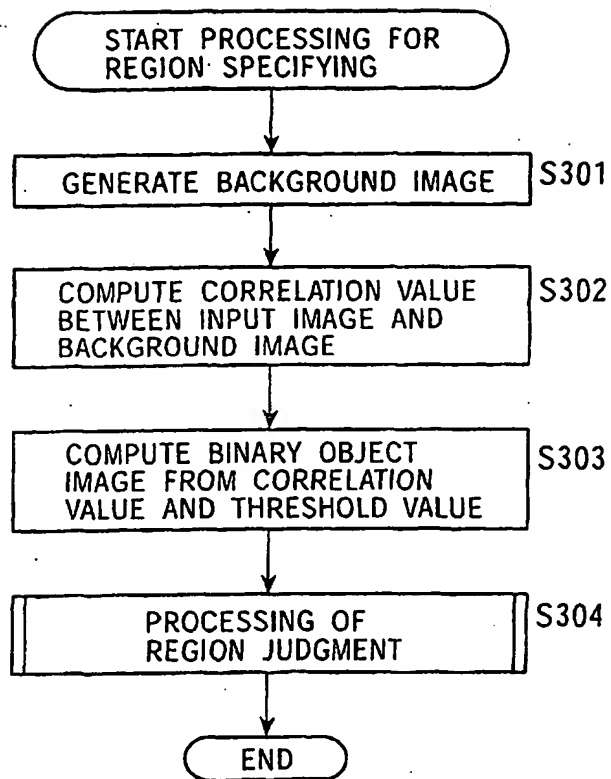 START PROCESSING FOR
REGION SPECIFYING
GENERATE BACKGROUND IMAGE
S301
COMPUTE CORRELATION VALUE
BETWEEN INPUT IMAGE AND
BACKGROUND IMAGE
S302
COMPUTE BINARY OBJECT
IMAGE FROM CORRELATION
VALUE AND THRESHOLD VALUE
S303
PROCESSING OF
REGION JUDGMENT
S304
END